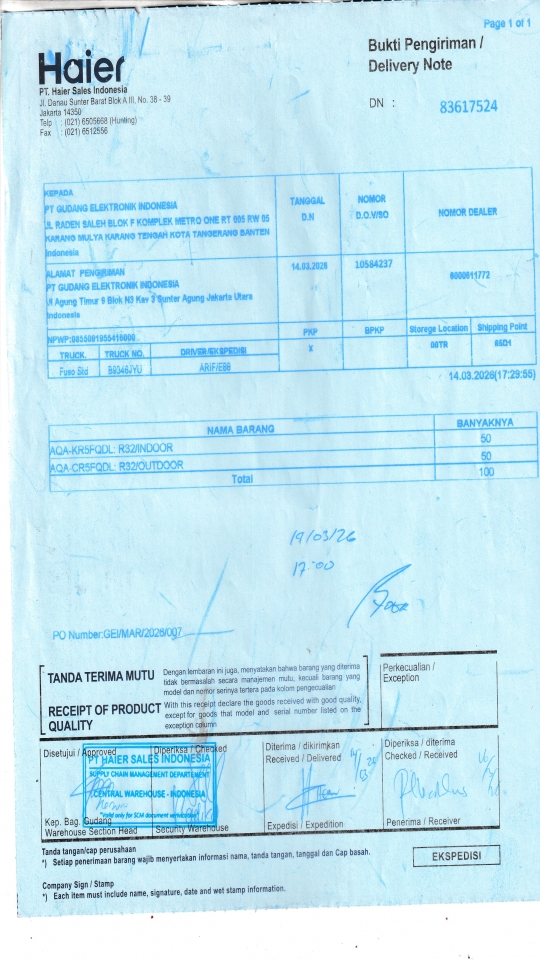 Page 1 of 1
Haier
Bukti Pengiriman /
Delivery Note
PT. Haier Sales Indonesia
Jl. Danau Sunter Barat Blok A III, No. 38 - 39
Jakarta 14350
Telp : (021) 6505668 (Hunting)
Fax : (021) 6512556
DN : 83617524
KEPADA
PT GUDANG ELEKTRONIK INDONESIA
JL RADEN SALEH BLOK F KOMPLEK METRO ONE RT 005 RW 05
KARANG MULYA KARANG TENGAH KOTA TANGERANG BANTEN
Indonesia
TANGGAL
D.N
NOMOR
D.O.V/SO
NOMOR DEALER
ALAMAT PENGIRIMAN
PT GUDANG ELEKTRONIK INDONESIA
Jl Agung Timur 9 Blok N3 Kav 3 Sunter Agung Jakarta Utara
Indonesia
14.03.2026
10584237
NPWP:
PKP
BPKP
Storege Location
Shipping Point
TRUCK.
TRUCK NO.
DRIVER/EKSPEDISI
X
Fuso Std
ARIF/EBB
14.03.2026(17:29:55)
NAMA BARANG
BANYAKNYA
AQA-KR5FQDL: R32/INDOOR
50
AQA-CR5FQDL: R32/OUTDOOR
50
Total
100
19/03/26
17:00
PO Number:GEI/MAR/2026/007
TANDA TERIMA MUTU
Dengan lembaran ini juga, menyatakan bahwa barang yang diterima
tidak bermasalah secara manajemen mutu, kecuali barang yang
model dan nomor serinya tertera pada kolom pengecualian
RECEIPT OF PRODUCT
QUALITY
With this receipt declare the goods received with good quality,
except for goods that model and serial number listed on the
exception column
Perkecualian /
Exception
Disetujui / Approved
Diperiksa / Checked
Diterima / dikirimkan
Received / Delivered
Diperiksa / diterima
Checked / Received
PT HAIER SALES INDONESIA
SUPPLY CHAIN MANAGEMENT DEPARTEMENT
CENTRAL WAREHOUSE - INDONESIA
*Valid only for SCM document service
Kap. Bag. Gudang
Warehouse Section Head
Security Warehouse
Expedisi / Expedition
Penerima / Receiver
Tanda tangan/cap perusahaan
*) Setiap penerimaan barang wajib menyertakan informasi nama, tanda tangan, tanggal dan Cap basah.
EKSPEDISI
Company Sign / Stamp
*) Each item must include name, signature, date and wet stamp information.